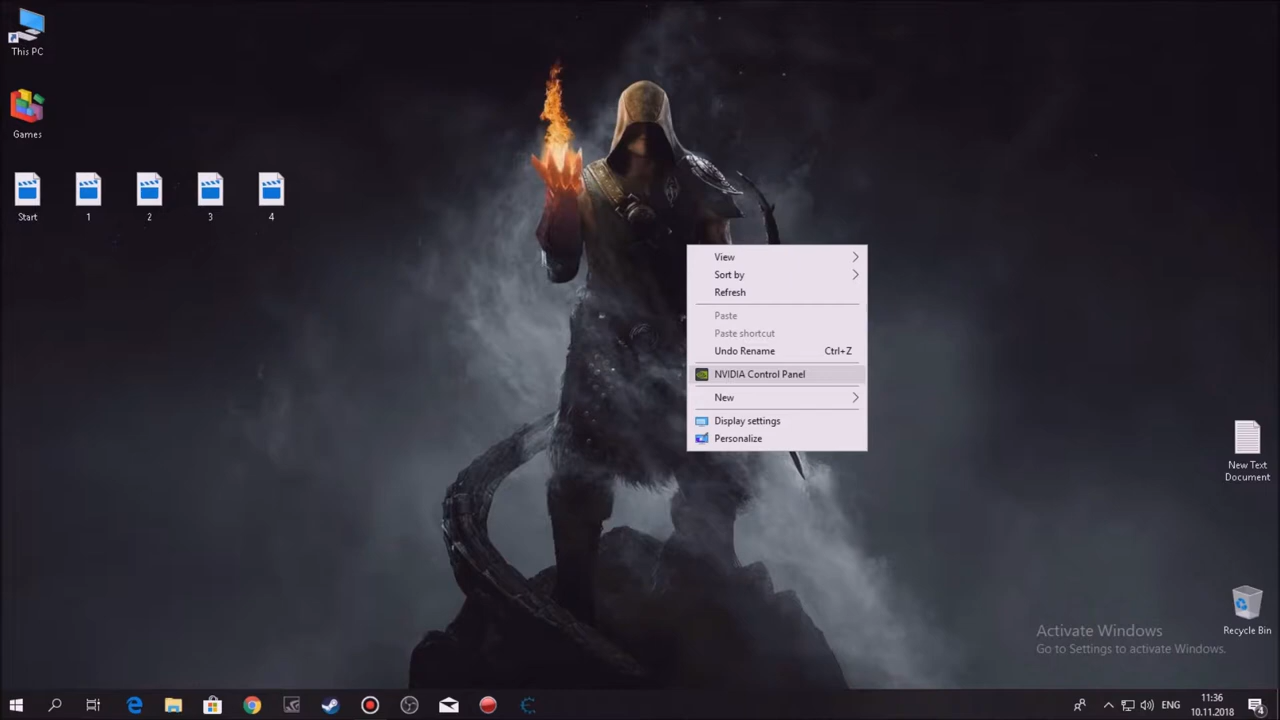 This PC
Games
Start
1
2
3
4
View
Sort by
Refresh
Paste
Paste shortcut
Undo Rename Ctrl+Z
NVIDIA Control Panel
New
Display settings
Personalize
New Text
Document
Recycle Bin
Activate Windows
Go to Settings to activate Windows.
ENG
11:36
10.11.2018
4